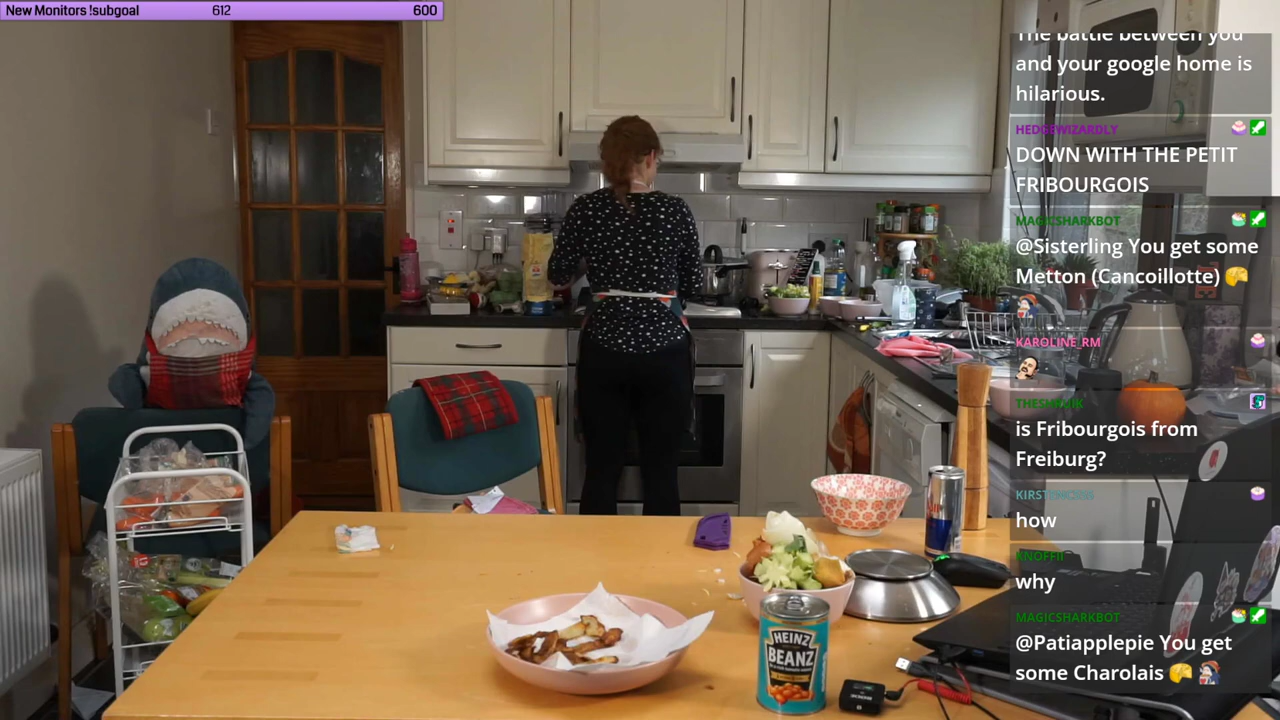 New Monitors !subgoal 612 600
The battle between you
and your google home is
hilarious.
HEDGEWIZARDLY
DOWN WITH THE PETIT
FRIBOURGOIS
MAGICSHARKBOT
@Sisterling You get some
Metton (Cancoillotte)
KAROLINE_RM
is Fribourgois from
Freiburg?
how
KNOFFII
why
MAGICSHARKBOT
@Patiapplepie You get
some Charolais
HEINZ
BEANZ